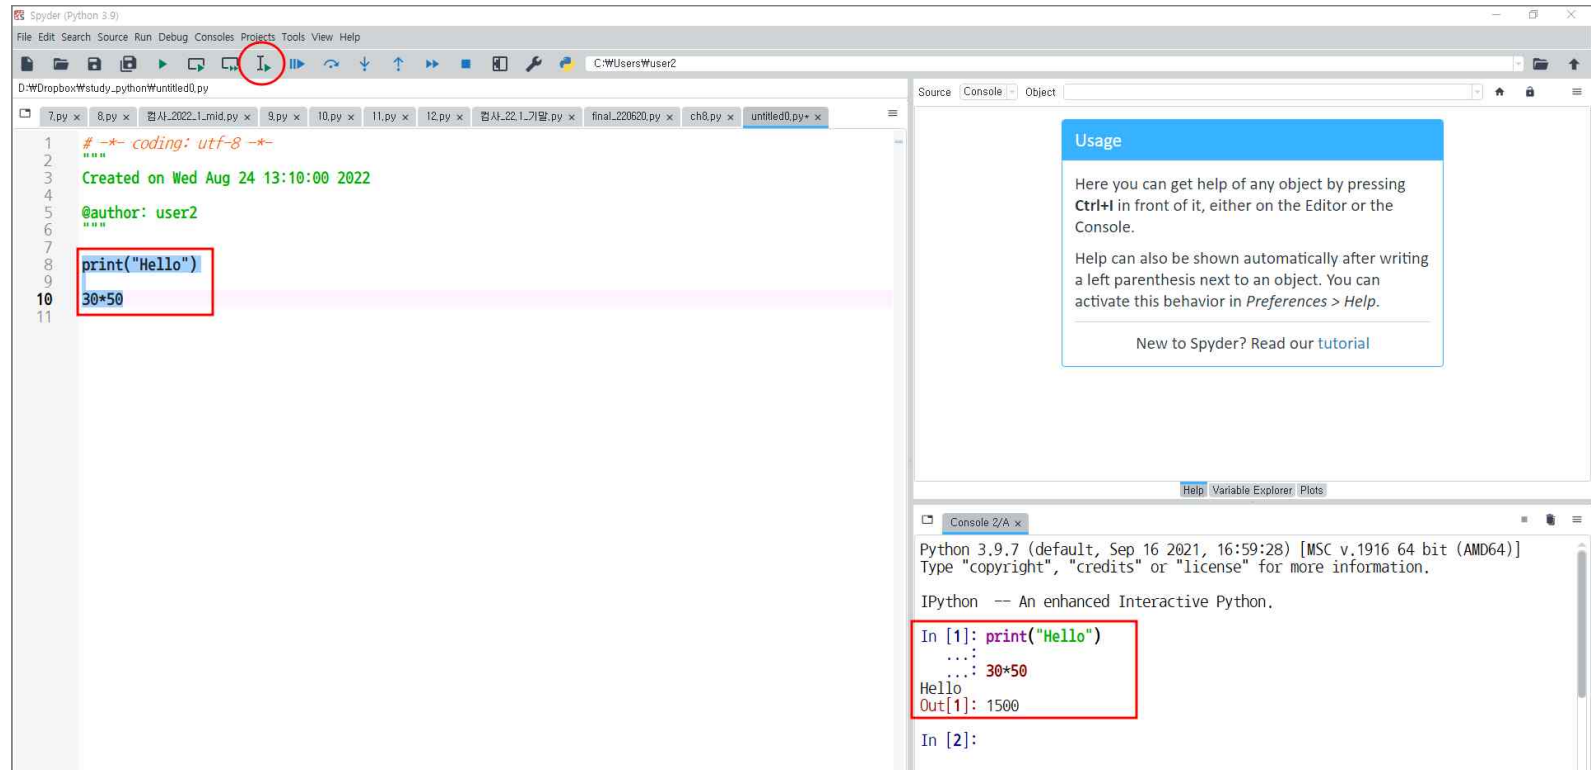 Spyder (Python 3.9)
File Edit Search Source Run Debug Consoles Projects Tools View Help
C:₩Users₩user2
D:₩Dropbox₩study_python₩untitled0.py
7.py 8.py 컴사_2022_1_mid.py 9.py 10.py 11.py 12.py 컴사_22.1_기말.py final_220620.py ch8.py untitled0.py*
1 # -*- coding: utf-8 -*-
2 """
3 Created on Wed Aug 24 13:10:00 2022
4
5 @author: user2
6 """
7
8 print("Hello")
9
10 30*50
11
Source Console Object
Usage
Here you can get help of any object by pressing
Ctrl+I in front of it, either on the Editor or the
Console.
Help can also be shown automatically after writing
a left parenthesis next to an object. You can
activate this behavior in Preferences > Help.
New to Spyder? Read our tutorial
Help Variable Explorer Plots
Console 2/A
Python 3.9.7 (default, Sep 16 2021, 16:59:28) [MSC v.1916 64 bit (AMD64)]
Type "copyright", "credits" or "license" for more information.
IPython -- An enhanced Interactive Python.
In [1]: print("Hello")
...:
...: 30*50
Hello
Out[1]: 1500
In [2]: